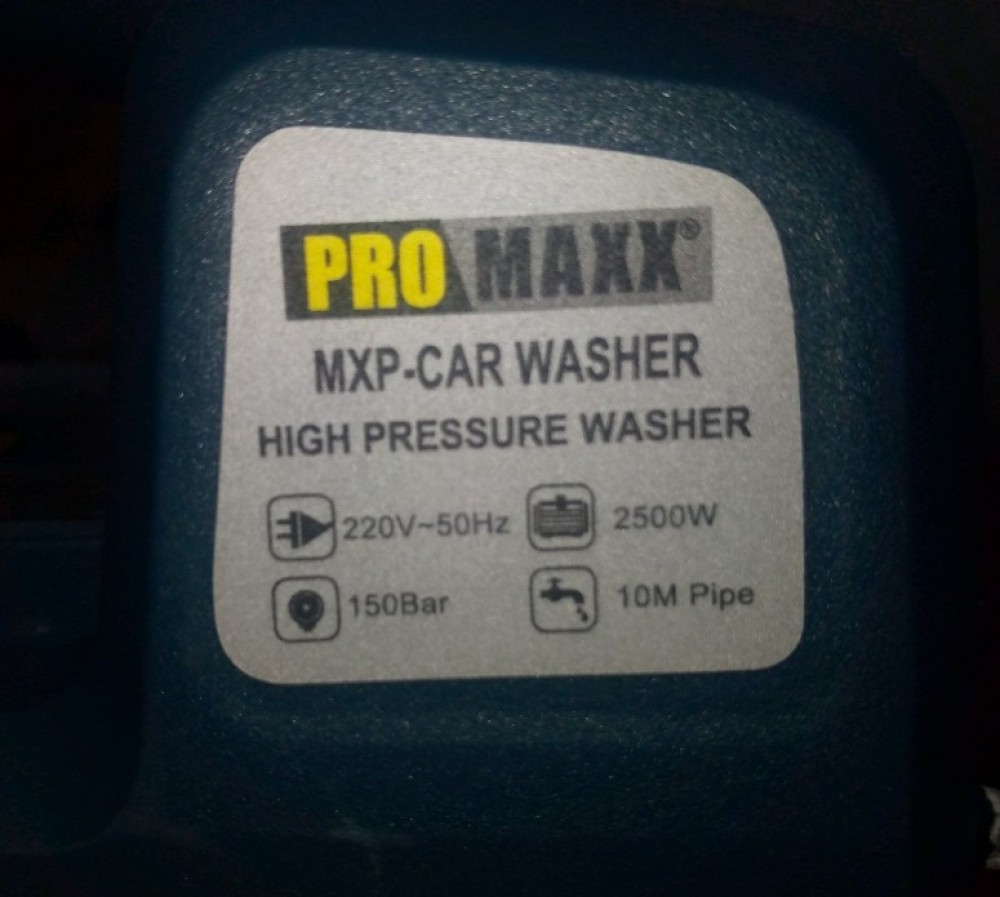 PRO MAXX®
MXP-CAR WASHER
HIGH PRESSURE WASHER
220V~50Hz 2500W
150Bar 10M Pipe